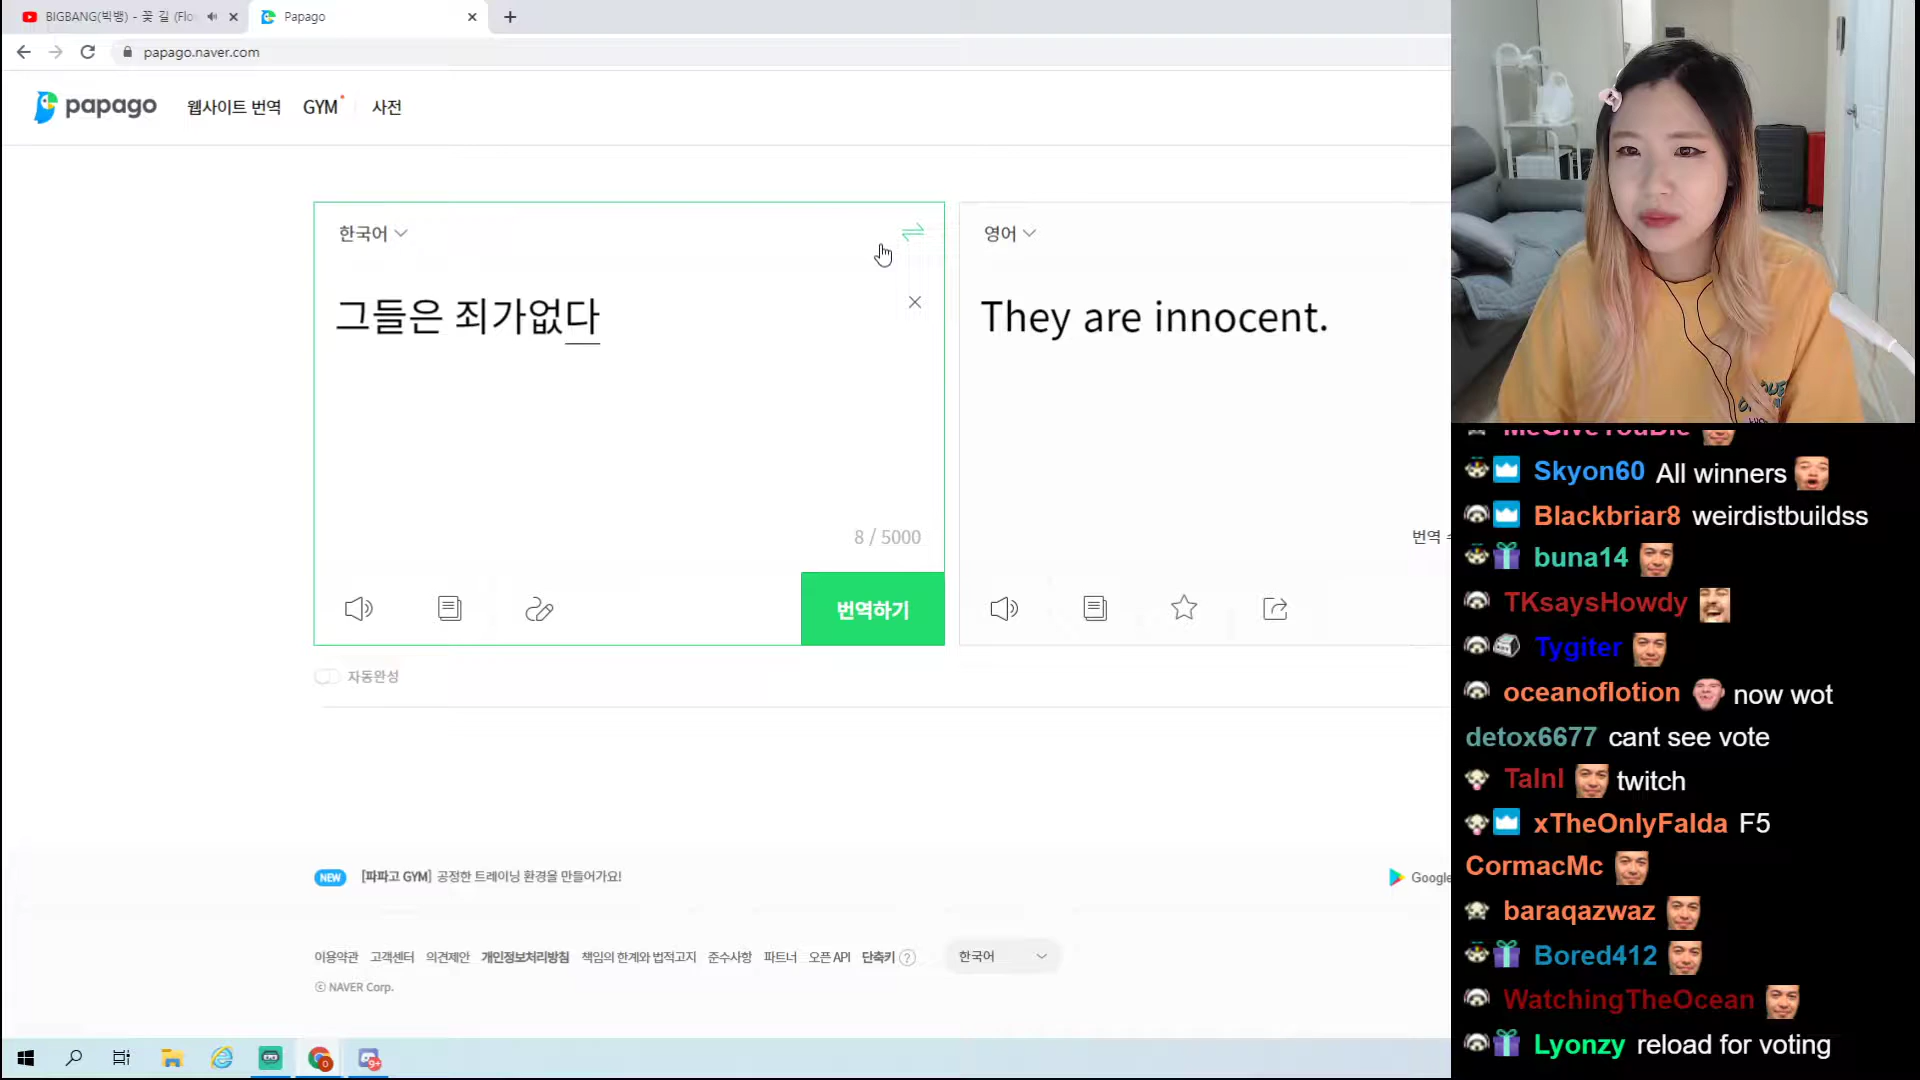 BIGBANG(빅뱅) - 꽃 길 (Flo
Papago
papago.naver.com
papago
웹사이트 번역
GYM
사전
한국어
영어
그들은 죄가없다
They are innocent.
8 / 5000
번역하기
자동완성
NEW
[파파고 GYM] 공정한 트레이닝 환경을 만들어가요!
Google
이용약관 고객센터 의견제안 개인정보처리방침 책임의 한계와 법적고지 준수사항 파트너 오픈 API 단축키 ?
한국어
ⓒ NAVER Corp.
Skyon60 All winners
Blackbriar8 weirdistbuildss
buna14
TKsaysHowdy
Tygiter
oceanoflotion now wot
detox6677 cant see vote
Talnl twitch
xTheOnlyFalda F5
CormacMc
baraqazwaz
Bored412
WatchingTheOcean
Lyonzy reload for voting